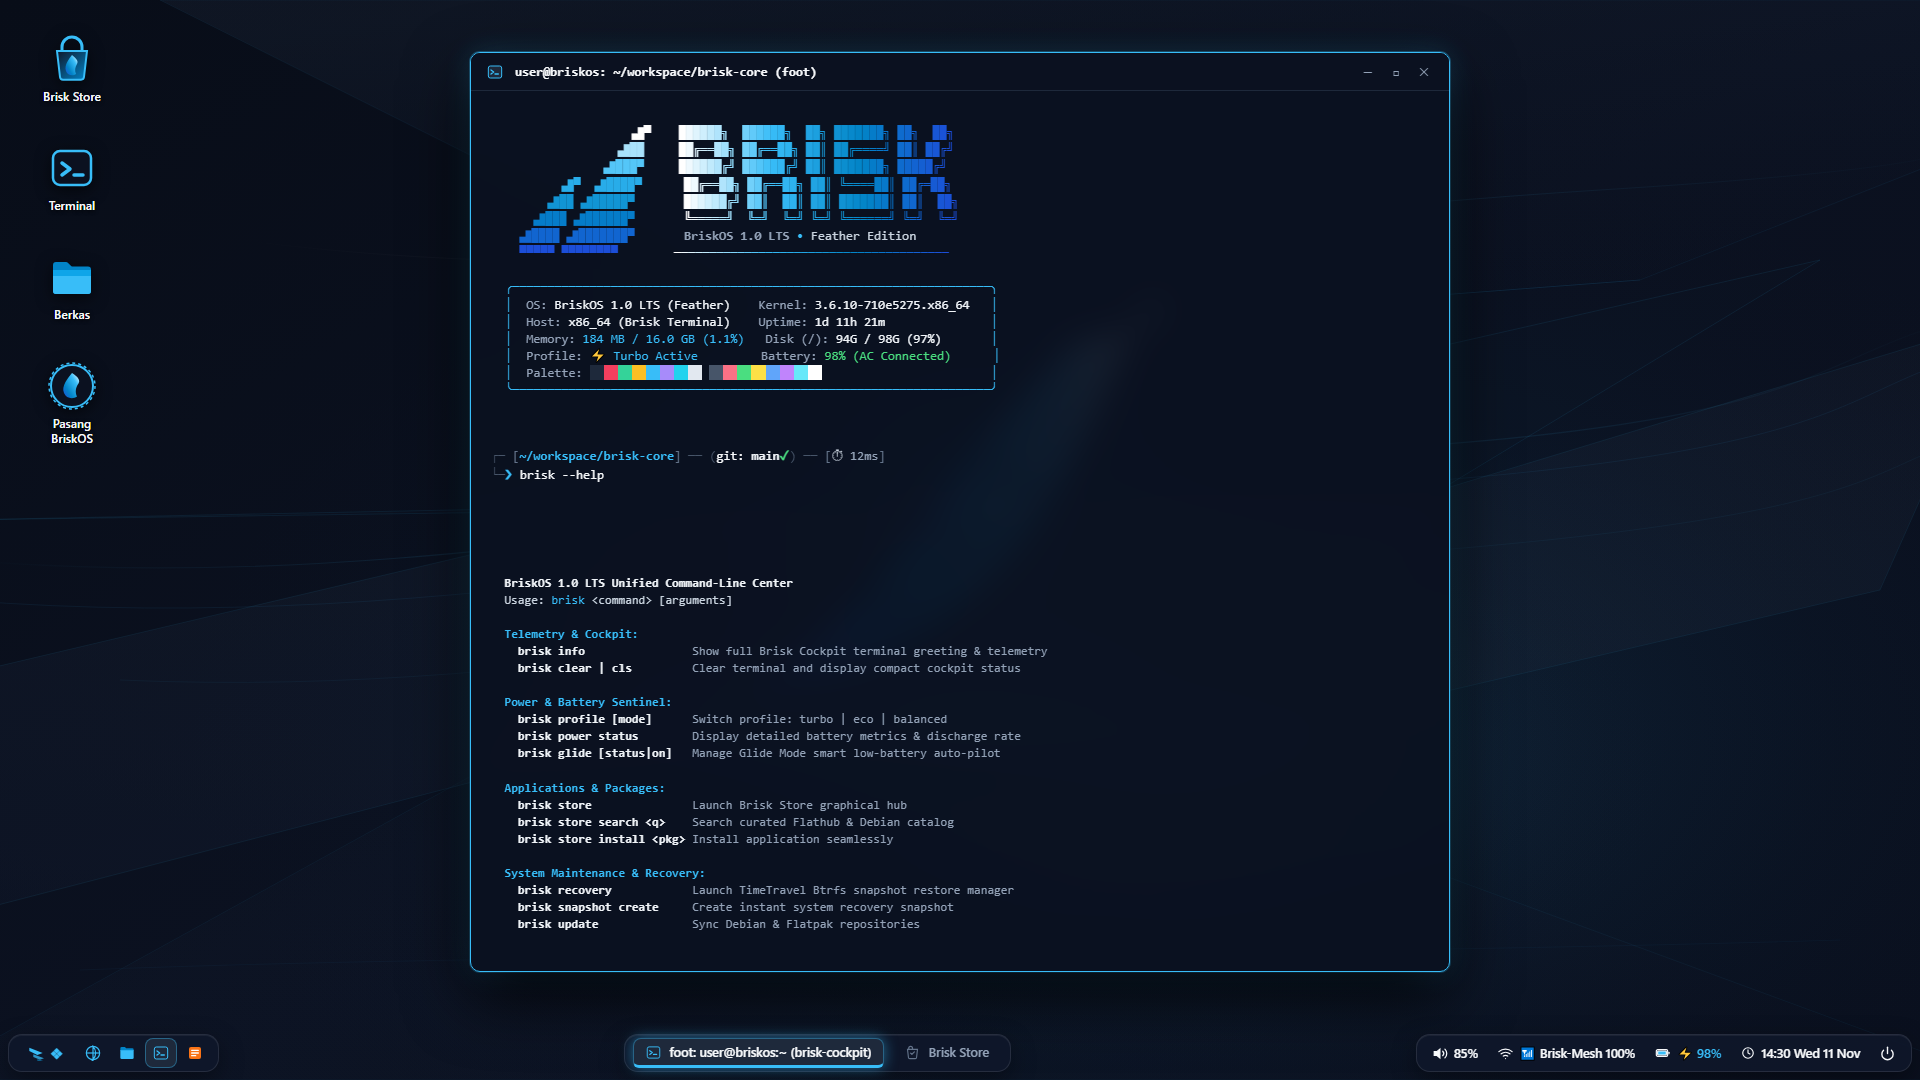 Brisk Store
Terminal
Berkas
Pasang
BriskOS
user@briskos: ~/workspace/brisk-core (foot)
BRISK
BriskOS 1.0 LTS • Feather Edition
OS: BriskOS 1.0 LTS (Feather) Kernel: 3.6.10-710e5275.x86_64
Host: x86_64 (Brisk Terminal) Uptime: 1d 11h 21m
Memory: 184 MB / 16.0 GB (1.1%) Disk (/): 94G / 98G (97%)
Profile: ⚡ Turbo Active Battery: 98% (AC Connected)
Palette:
┌─ [~/workspace/brisk-core] ── (git: main✓) ── [⏱ 12ms]
└─❯ brisk --help
BriskOS 1.0 LTS Unified Command-Line Center
Usage: brisk <command> [arguments]
Telemetry & Cockpit:
brisk info Show full Brisk Cockpit terminal greeting & telemetry
brisk clear | cls Clear terminal and display compact cockpit status
Power & Battery Sentinel:
brisk profile [mode] Switch profile: turbo | eco | balanced
brisk power status Display detailed battery metrics & discharge rate
brisk glide [status|on] Manage Glide Mode smart low-battery auto-pilot
Applications & Packages:
brisk store Launch Brisk Store graphical hub
brisk store search <q> Search curated Flathub & Debian catalog
brisk store install <pkg> Install application seamlessly
System Maintenance & Recovery:
brisk recovery Launch TimeTravel Btrfs snapshot restore manager
brisk snapshot create Create instant system recovery snapshot
brisk update Sync Debian & Flatpak repositories
foot: user@briskos:~ (brisk-cockpit)
Brisk Store
85%
Brisk-Mesh 100%
⚡ 98%
14:30 Wed 11 Nov